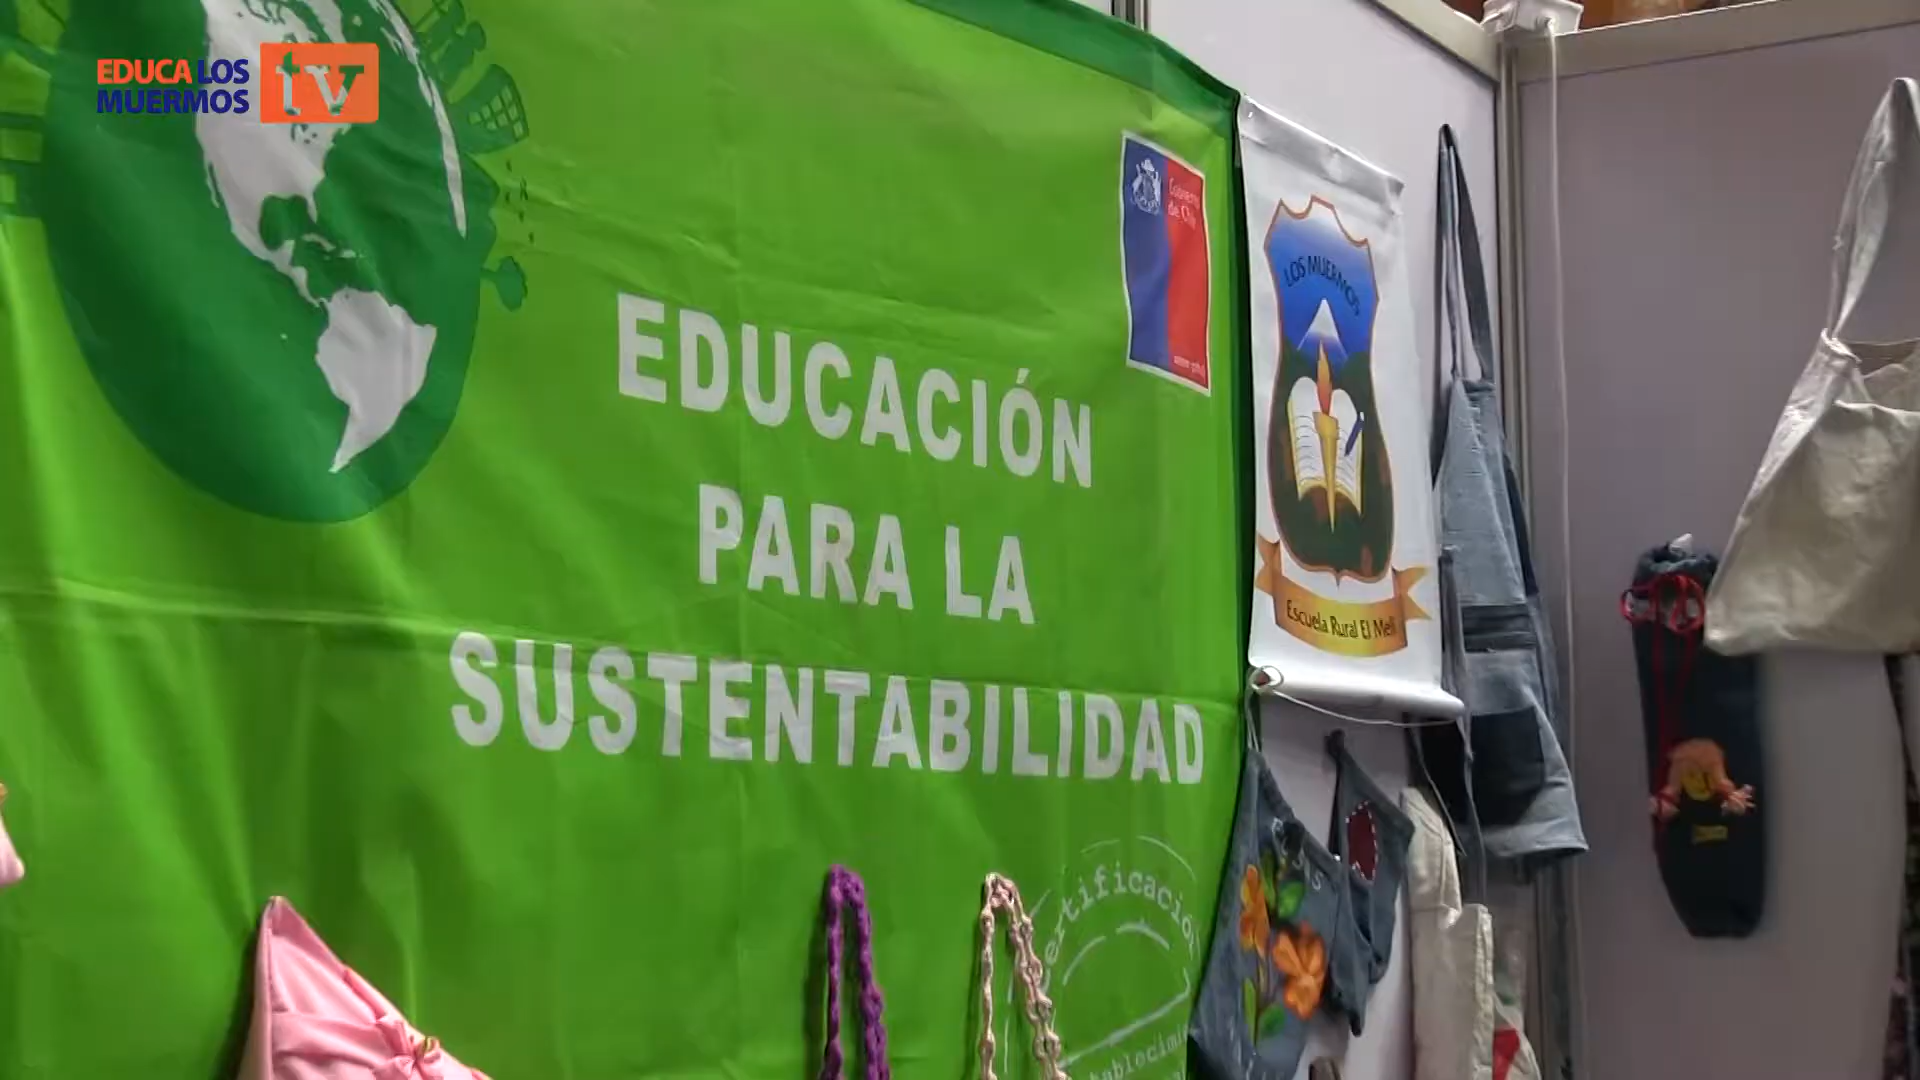 EDUCA LOS
MUERMOS
tv
Gobierno
de Chile
LOS MUERMOS
EDUCACIÓN
PARA LA
SUSTENTABILIDAD
Escuela Rural El Melí